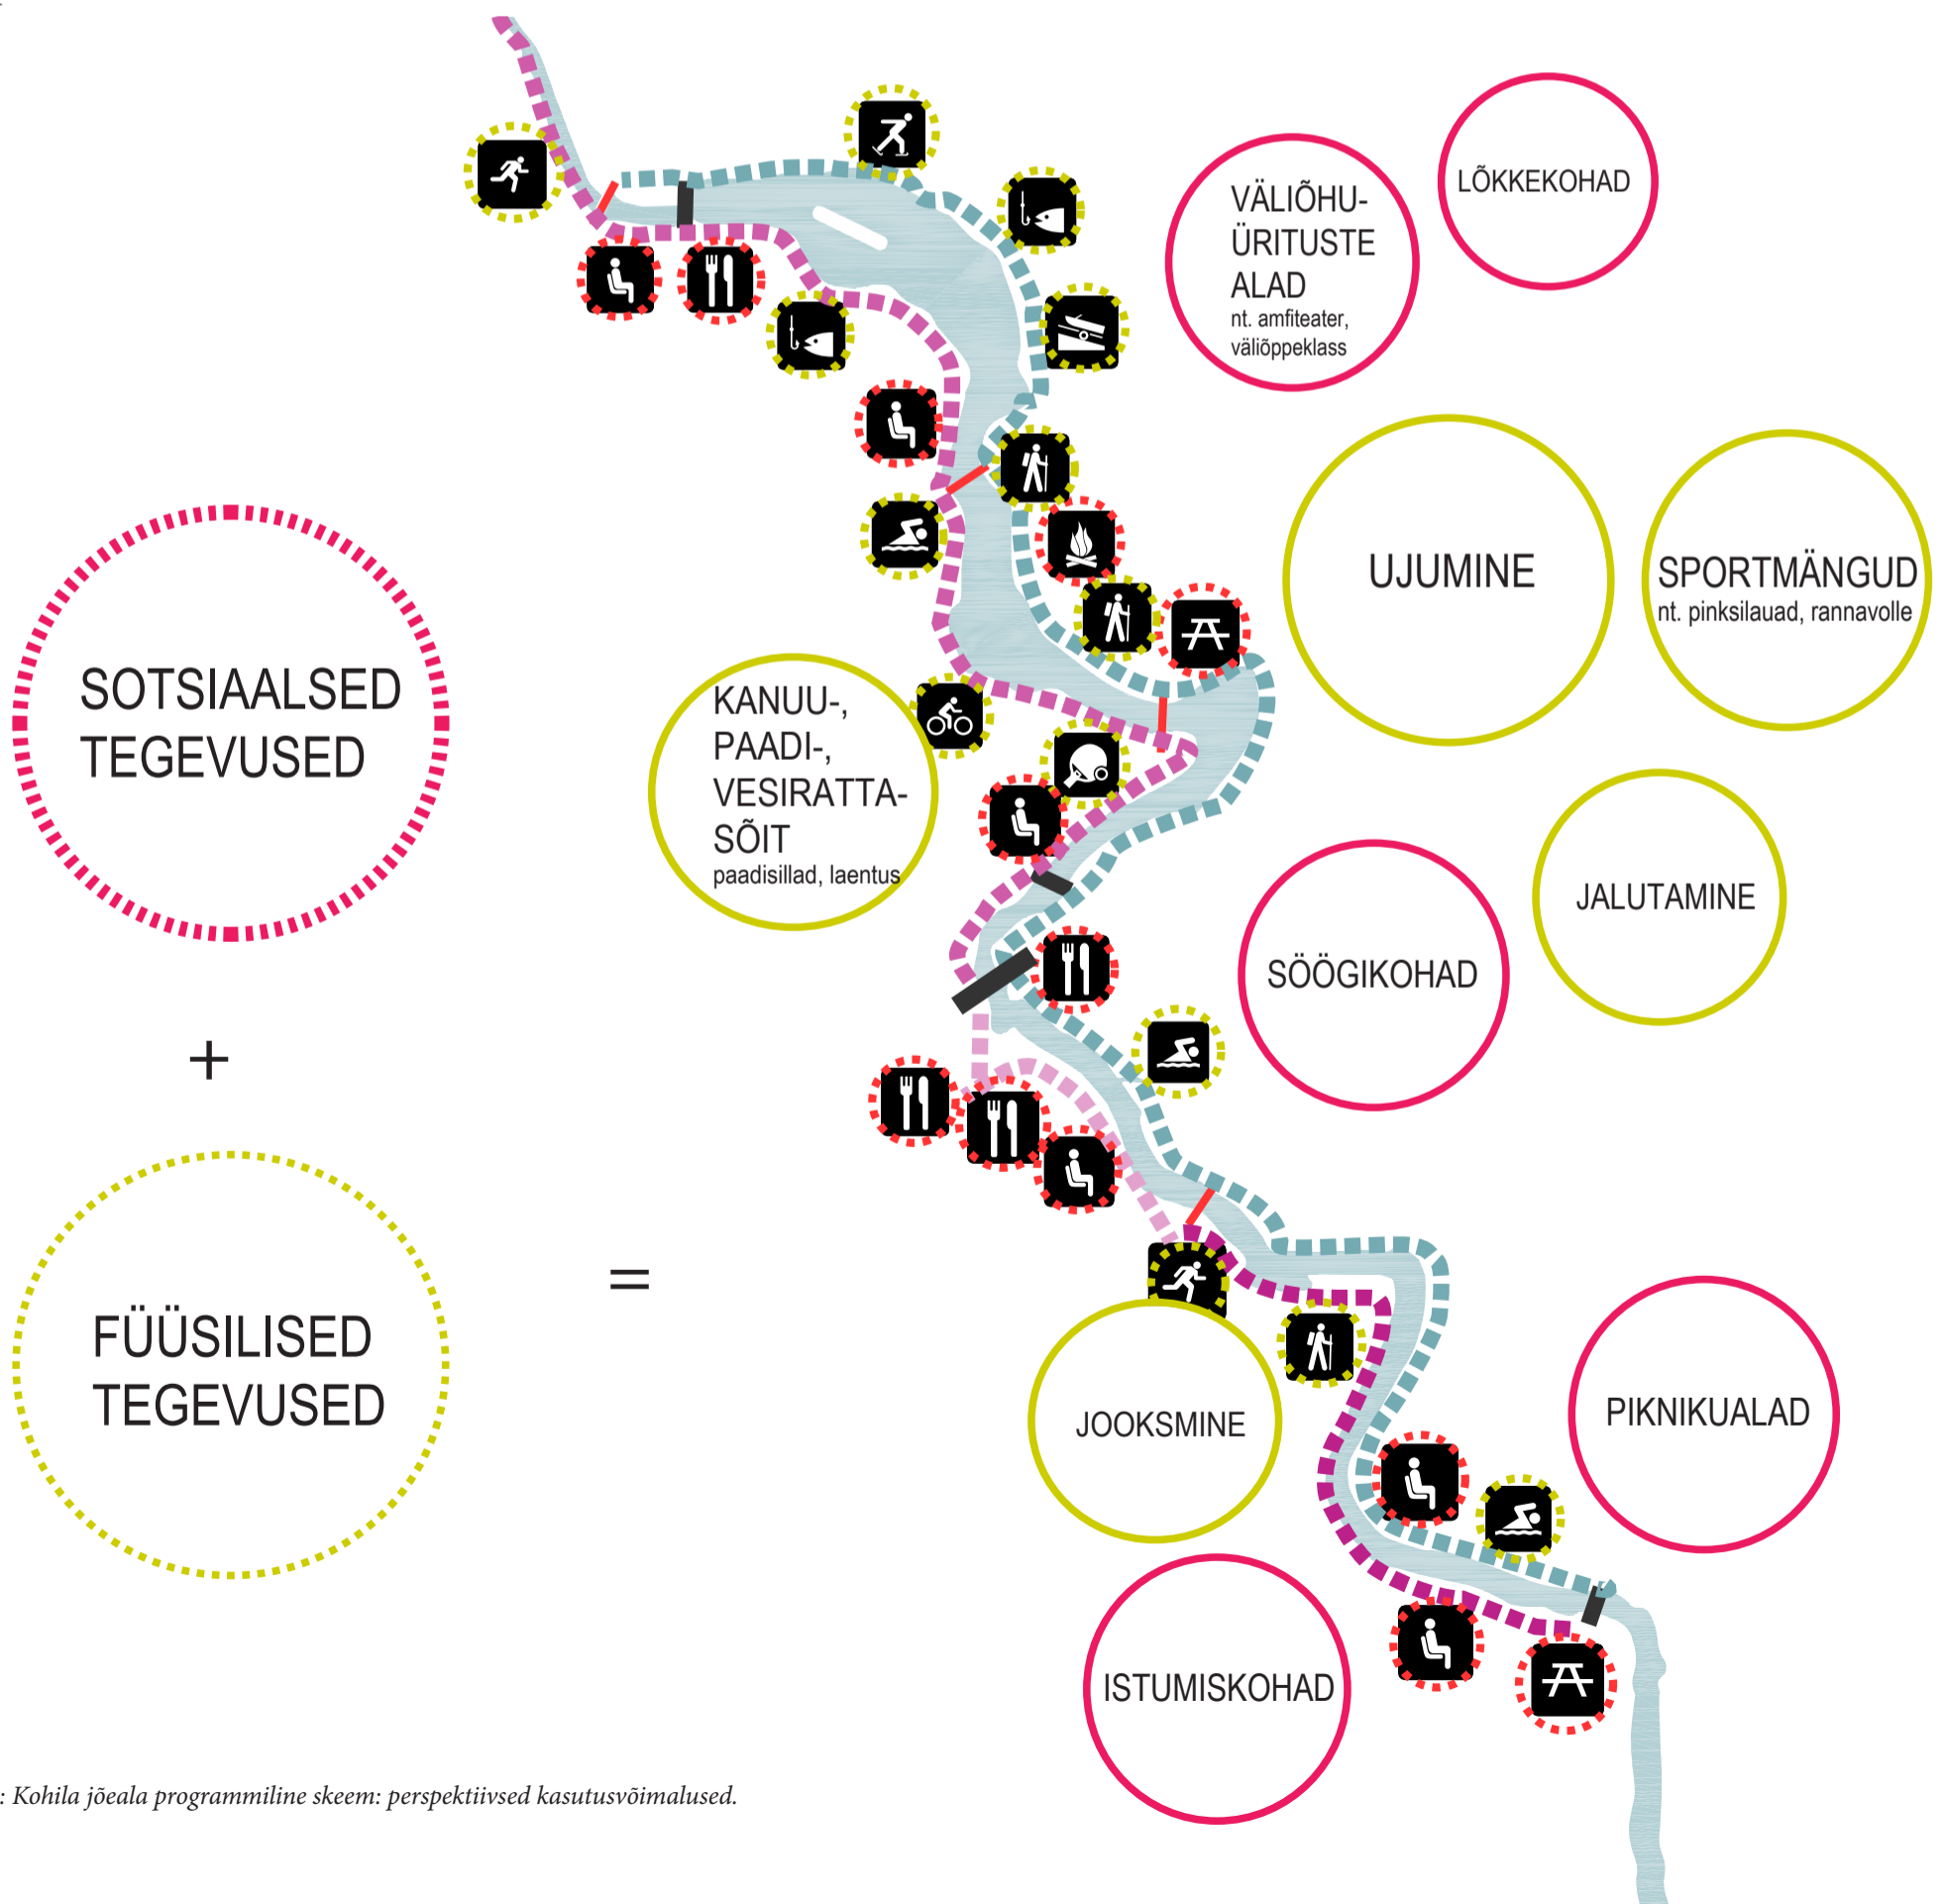 LÕKKEKOHAD
VÄLIÕHU-
ÜRITUSTE
ALAD
nt. amfiteater,
väliõppeklass
UJUMINE
SPORTMÄNGUD
nt. pinksilauad, rannavolle
SOTSIAALSED
TEGEVUSED
KANUU-,
PAADI-,
VESIRATTA-
SÕIT
paadisillad, laentus
JALUTAMINE
SÖÖGIKOHAD
+
=
FÜÜSILISED
TEGEVUSED
JOOKSMINE
PIKNIKUALAD
ISTUMISKOHAD
: Kohila jõeala programmiline skeem: perspektiivsed kasutusvõimalused.